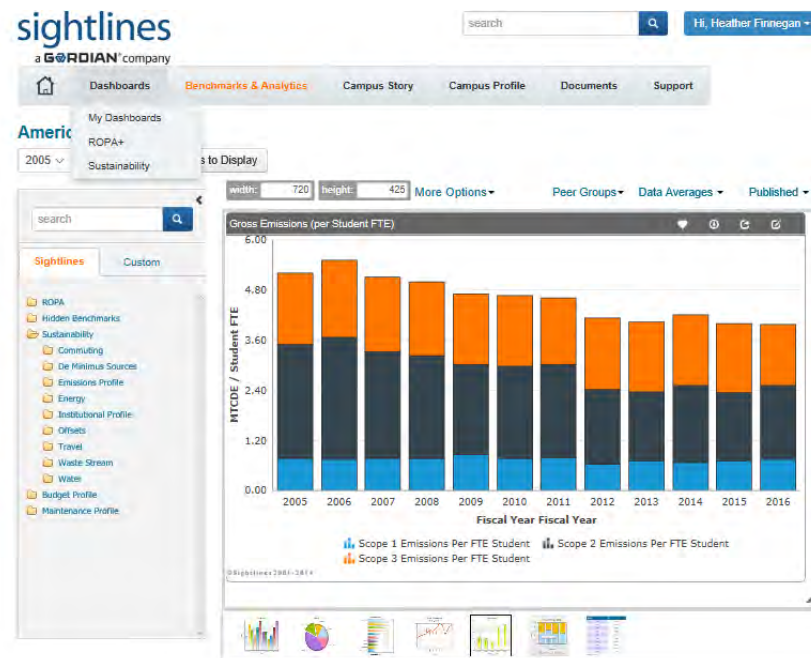 sightlines
a GORDIAN® company
search
Hi, Heather Finnegan
Dashboards Benchmarks & Analytics Campus Story Campus Profile Documents Support
My Dashboards
ROPA+
Sustainability
Americ
2005
s to Display
width: 720 height: 425 More Options Peer Groups Data Averages Published
search
Sightlines Custom
ROPA
Hidden Benchmarks
Sustainability
Commuting
De Minimus Sources
Emissions Profile
Energy
Institutional Profile
Offsets
Travel
Waste Stream
Water
Budget Profile
Maintenance Profile
Gross Emissions (per Student FTE)
6.00
4.80
3.60
2.40
1.20
0.00
MTCDE / Student FTE
2005 2006 2007 2008 2009 2010 2011 2012 2013 2014 2015 2016
Fiscal Year Fiscal Year
Scope 1 Emissions Per FTE Student Scope 2 Emissions Per FTE Student
Scope 3 Emissions Per FTE Student
©Sightlines 2001-2014